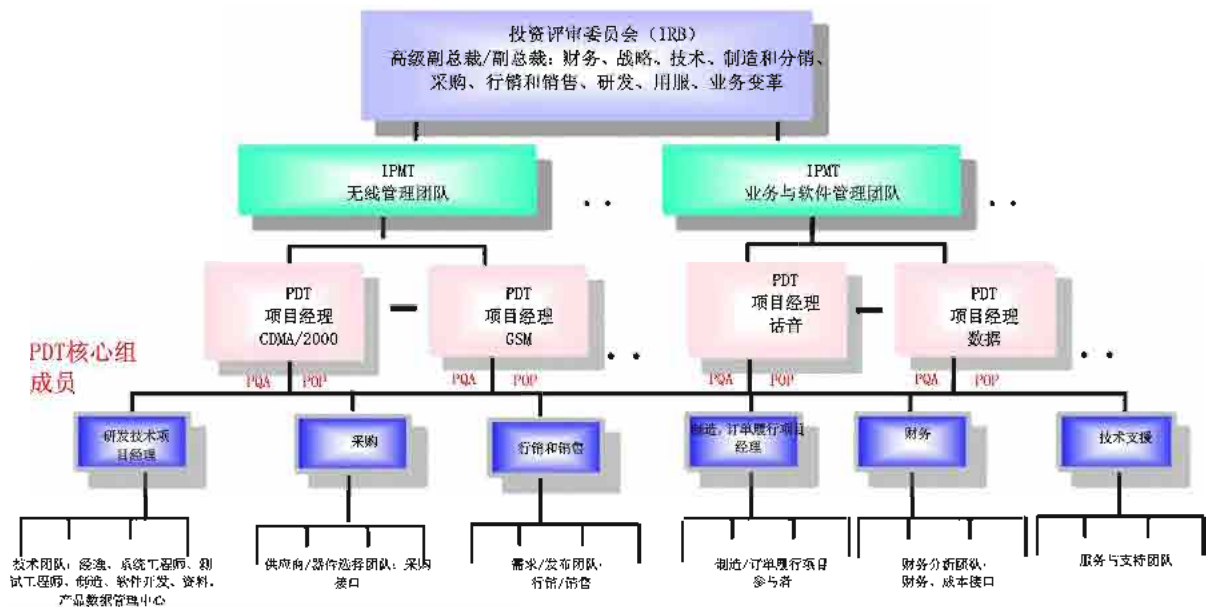 投资评审委员会（IRB）
高级副总裁/副总裁：财务、战略、技术、制造和分销、
采购、行销和销售、研发、用服、业务变革
IPMT
无线管理团队
. .
IPMT
业务与软件管理团队
. .
PDT
项目经理
CDMA/2000
PDT
项目经理
GSM
. .
PDT
项目经理
话音
PDT
项目经理
数据
. .
PDT核心组
成员
PQA POP
PQA POP
PQA POP
PQA POP
研发技术项
目经理
采购
行销和销售
制造,订单履行项目
经理
财务
技术支援
技术团队：经理、系统工程师、测
试工程师、制造、软件开发、资料,
产品数据管理中心
供应商/器件选择团队：采购
接口
需求/发布团队：
行销/销售
制造/订单履行项目
参与者
财务分析团队：
财务、成本接口
服务与支持团队